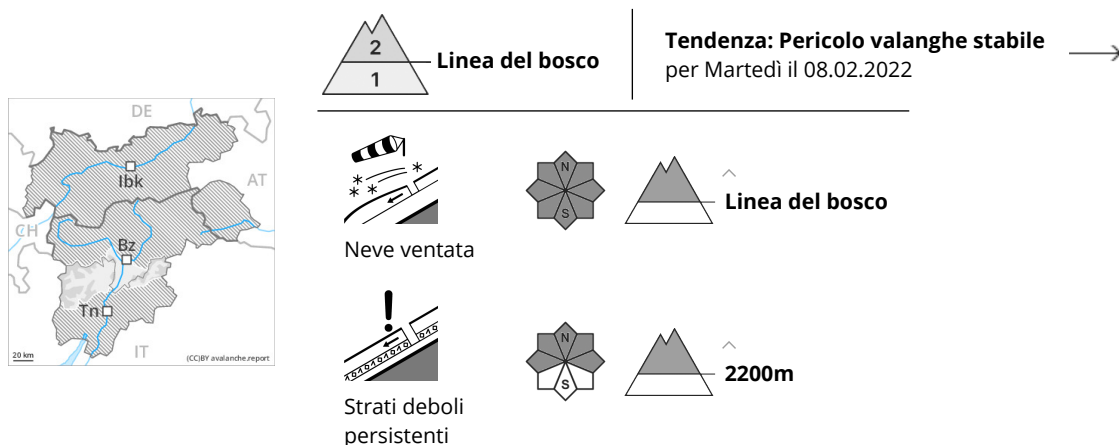 2
1
Linea del bosco
Tendenza: Pericolo valanghe stabile
per Martedì il 08.02.2022
DE
Ibk
AT
CH
Bz
Tn
IT
20 km
(CC)BY avalanche.report
N
S
Linea del bosco
Neve ventata
N
S
2200m
Strati deboli
persistenti